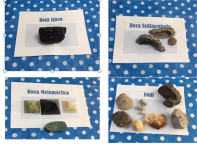 Roca ígnea
Roca Sedimentaria
Roca Metamórfica
Fósil